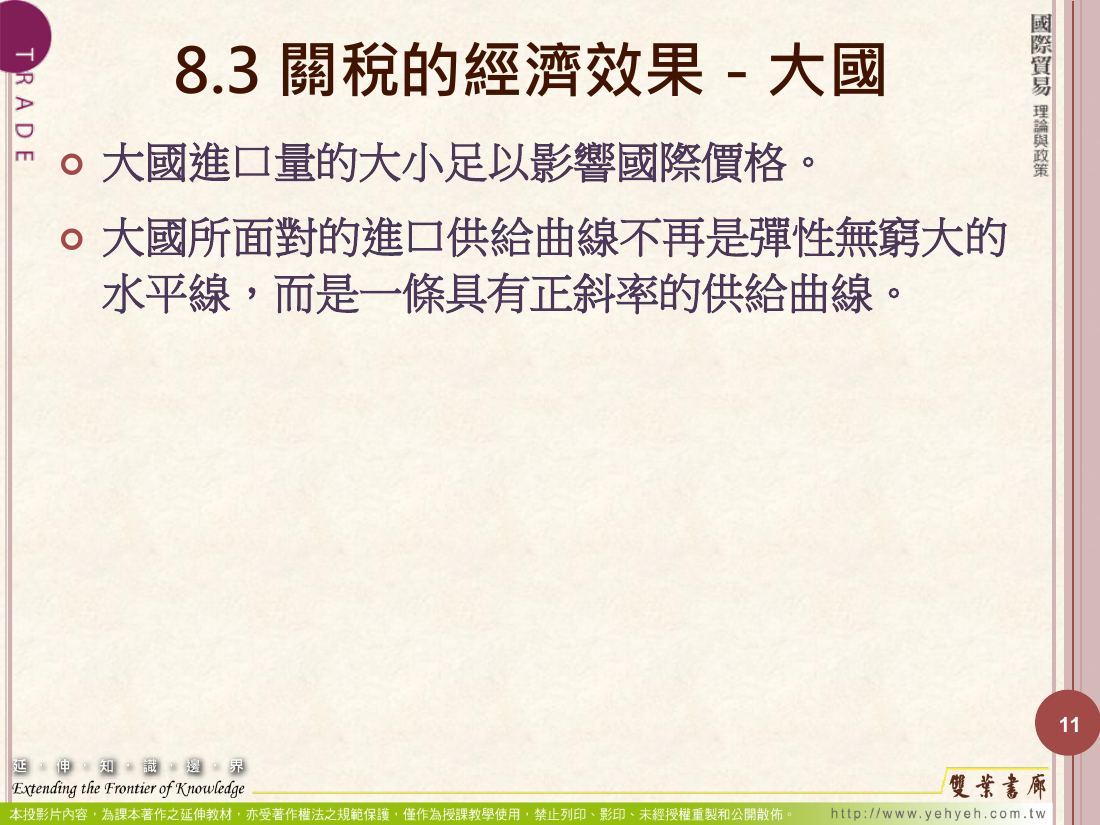 TRADE
8.3 關稅的經濟效果－大國
國際貿易 理論與政策
大國進口量的大小足以影響國際價格。
大國所面對的進口供給曲線不再是彈性無窮大的
水平線，而是一條具有正斜率的供給曲線。
11
延。伸。知。識。邊。界
Extending the Frontier of Knowledge
雙葉書廊
本投影片內容，為課本著作之延伸教材，亦受著作權法之規範保護，僅作為授課教學使用，禁止列印、影印、未經授權重製和公開散佈。
http://www.yehyeh.com.tw